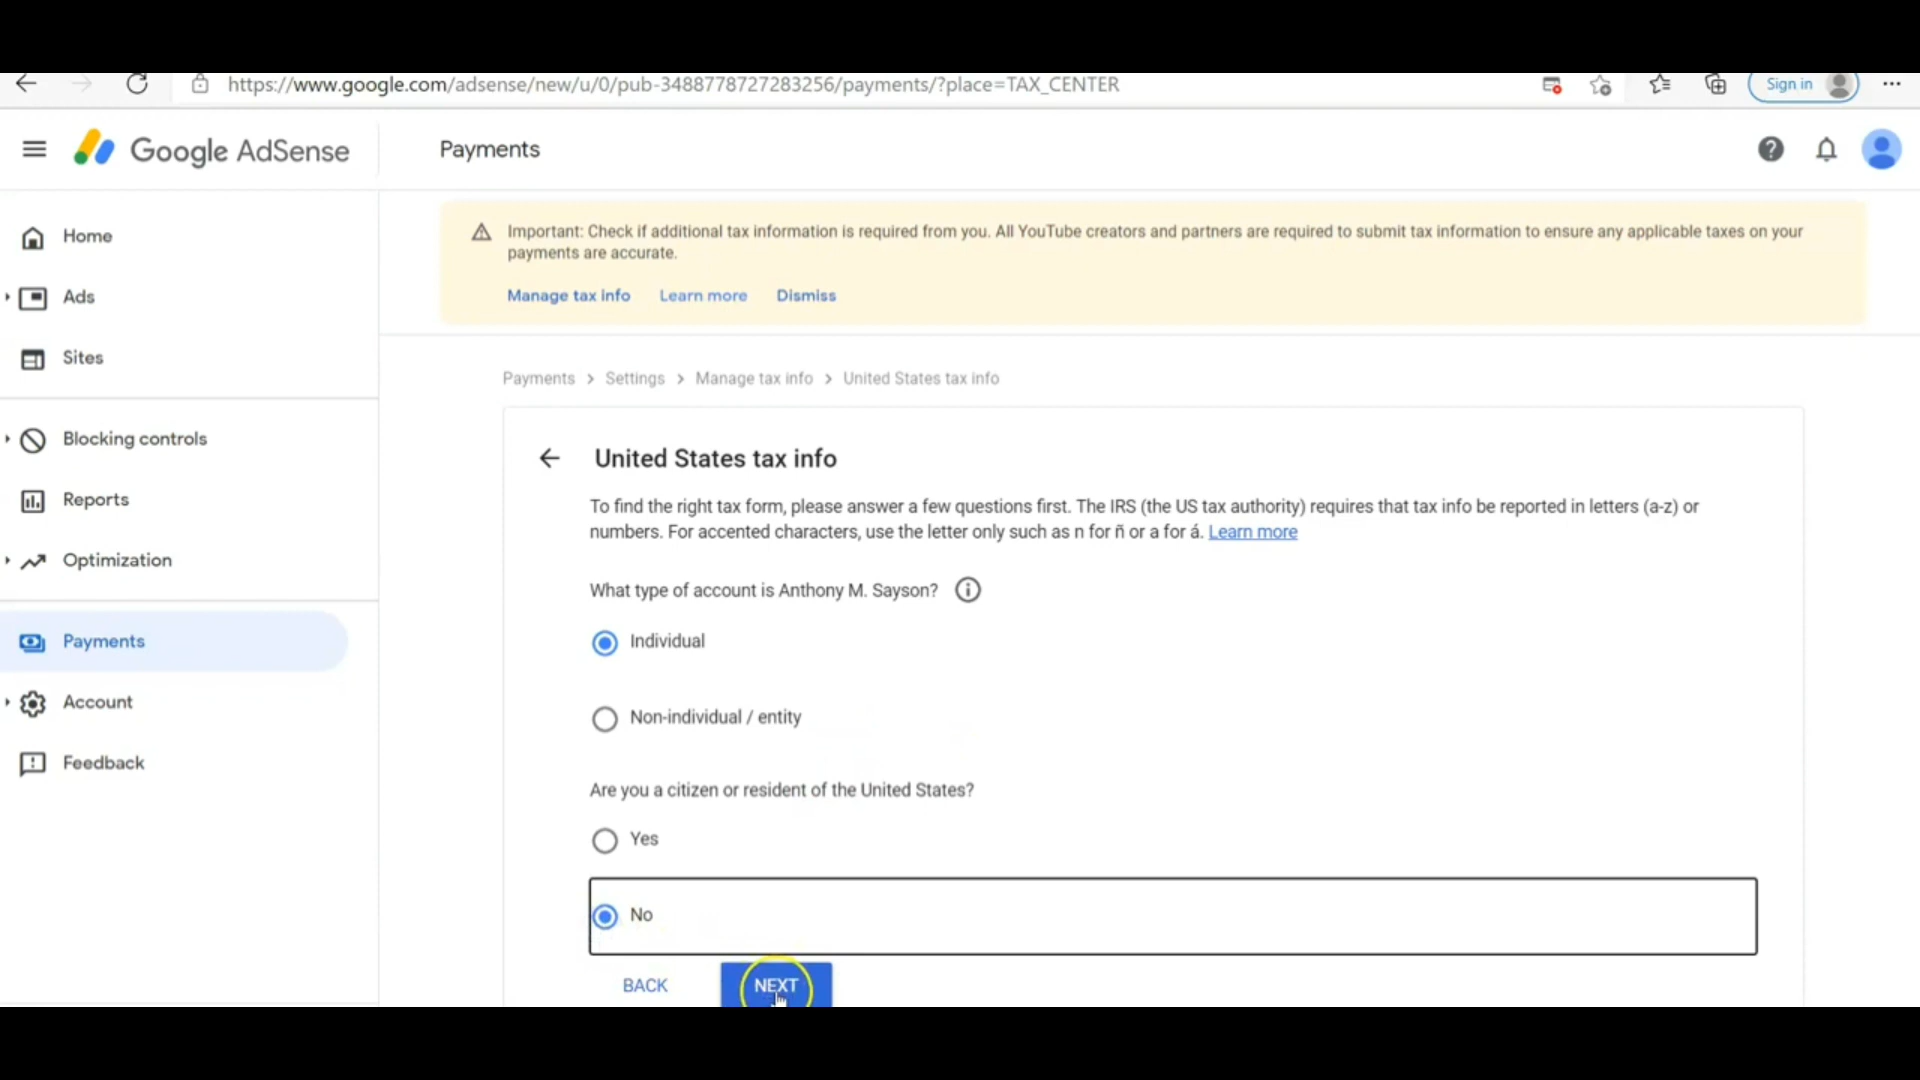 https://www.google.com/adsense/new/u/0/pub-3488778727283256/payments/?place=TAX_CENTER
Sign in
Google AdSense
Payments
Home
Ads
Sites
Blocking controls
Reports
Optimization
Payments
Account
Feedback
Important: Check if additional tax information is required from you. All YouTube creators and partners are required to submit tax information to ensure any applicable taxes on your
payments are accurate.
Manage tax info Learn more Dismiss
Payments > Settings > Manage tax info > United States tax info
United States tax info
To find the right tax form, please answer a few questions first. The IRS (the US tax authority) requires that tax info be reported in letters (a-z) or
numbers. For accented characters, use the letter only such as n for ñ or a for á. Learn more
What type of account is Anthony M. Sayson?
Individual
Non-individual / entity
Are you a citizen or resident of the United States?
Yes
No
BACK NEXT